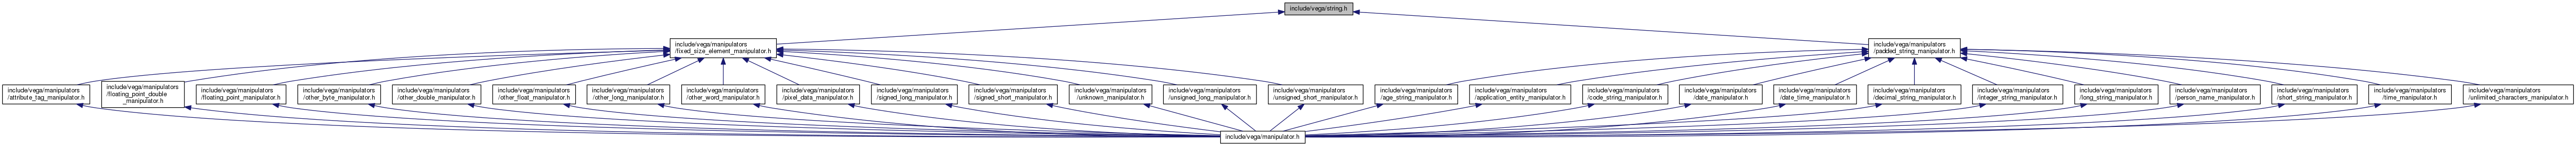 include/vega/string.h
include/vega/manipulators
/fixed_size_element_manipulator.h
include/vega/manipulators
/padded_string_manipulator.h
include/vega/manipulators
/attribute_tag_manipulator.h
include/vega/manipulators
/floating_point_double
_manipulator.h
include/vega/manipulators
/floating_point_manipulator.h
include/vega/manipulators
/other_byte_manipulator.h
include/vega/manipulators
/other_double_manipulator.h
include/vega/manipulators
/other_float_manipulator.h
include/vega/manipulators
/other_long_manipulator.h
include/vega/manipulators
/other_word_manipulator.h
include/vega/manipulators
/pixel_data_manipulator.h
include/vega/manipulators
/signed_long_manipulator.h
include/vega/manipulators
/signed_short_manipulator.h
include/vega/manipulators
/unknown_manipulator.h
include/vega/manipulators
/unsigned_long_manipulator.h
include/vega/manipulators
/unsigned_short_manipulator.h
include/vega/manipulators
/age_string_manipulator.h
include/vega/manipulators
/application_entity_manipulator.h
include/vega/manipulators
/code_string_manipulator.h
include/vega/manipulators
/date_manipulator.h
include/vega/manipulators
/date_time_manipulator.h
include/vega/manipulators
/decimal_string_manipulator.h
include/vega/manipulators
/integer_string_manipulator.h
include/vega/manipulators
/long_string_manipulator.h
include/vega/manipulators
/person_name_manipulator.h
include/vega/manipulators
/short_string_manipulator.h
include/vega/manipulators
/time_manipulator.h
include/vega/manipulators
/unlimited_characters_manipulator.h
include/vega/manipulator.h